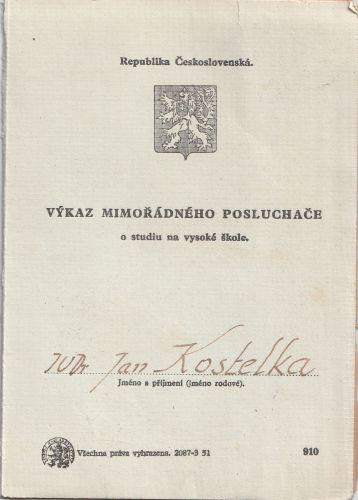 Republika Československá.
VÝKAZ MIMOŘÁDNÉHO POSLUCHAČE
o studiu na vysoké škole.
JUDr Jan Kostelka
Jméno a příjmení (jméno rodové).
Všechna práva vyhrazena. 2087-3 51
910